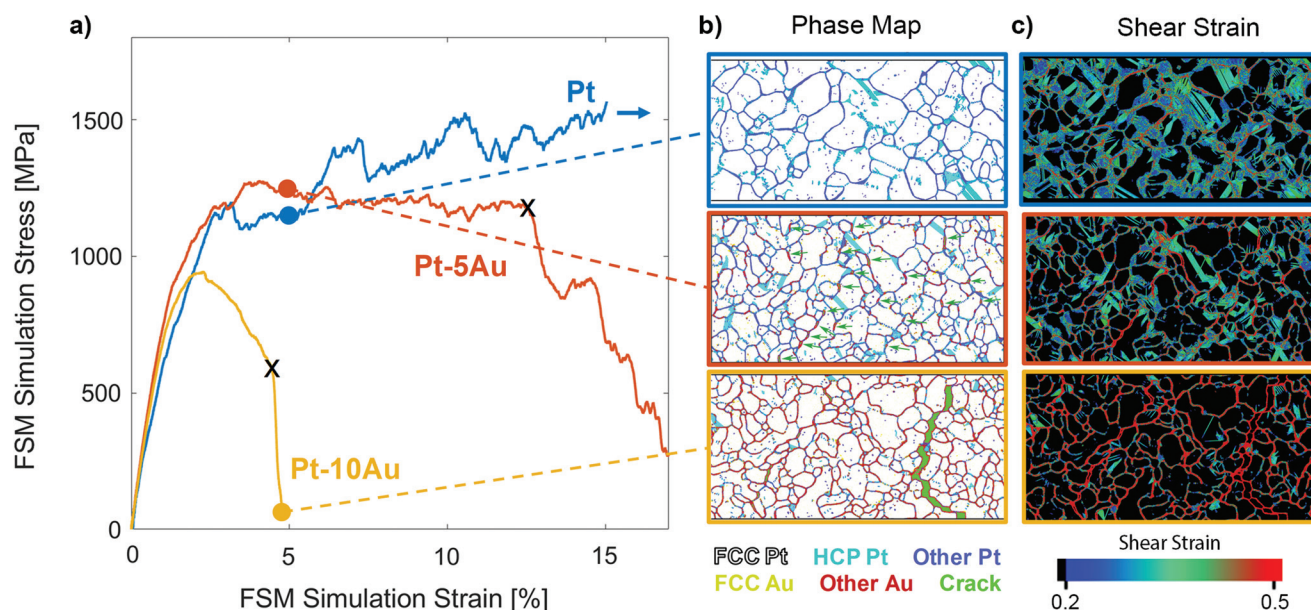 a)
b)
Phase Map
c)
Shear Strain
FSM Simulation Stress [MPa]
1500
1000
500
0
Pt
Pt-5Au
Pt-10Au
X
X
0
5
10
15
FSM Simulation Strain [%]
FCC Pt HCP Pt Other Pt
FCC Au Other Au Crack
Shear Strain
0.2 0.5